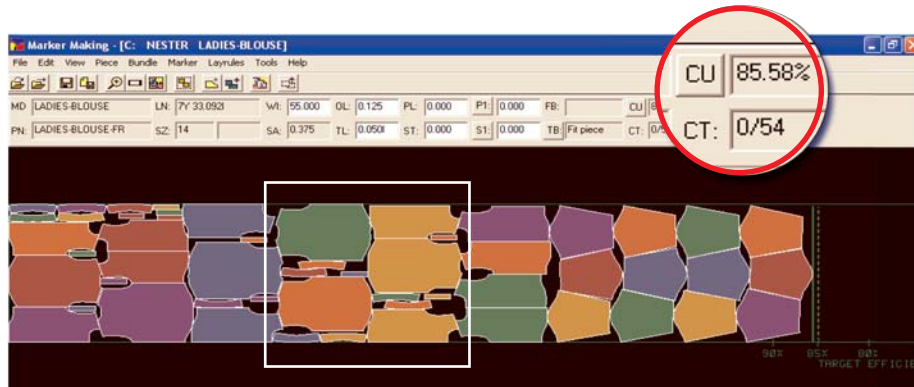 Marker Making - [C: NESTER LADIES-BLOUSE]
File Edit View Piece Bundle Marker Layrules Tools Help
MD LADIES-BLOUSE LN: 7Y 33.092I WI: 55.000 OL: 0.125 PL: 0.000 P1: 0.000 FB: CU
PN: LADIES-BLOUSE-FR SZ: 14 SA: 0.375 TL: 0.050I ST: 0.000 S1: 0.000 TB: Fit piece CT: 0/5
CU 85.58%
CT: 0/54
90% 85% 80%
TARGET EFFICIE